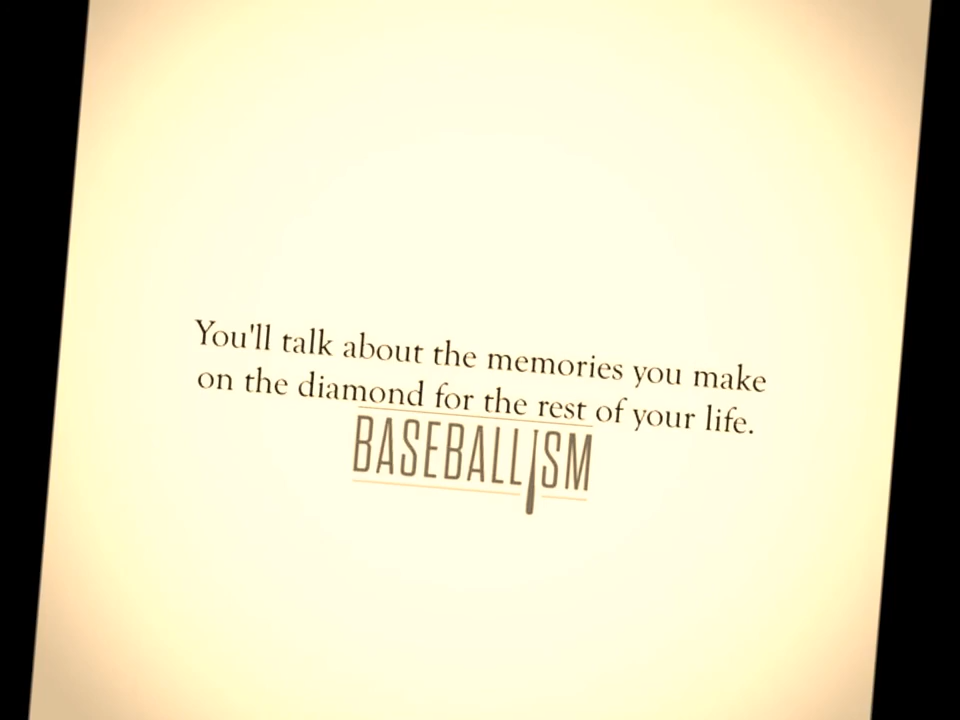 You'll talk about the memories you make
on the diamond for the rest of your life.
BASEBALLISM